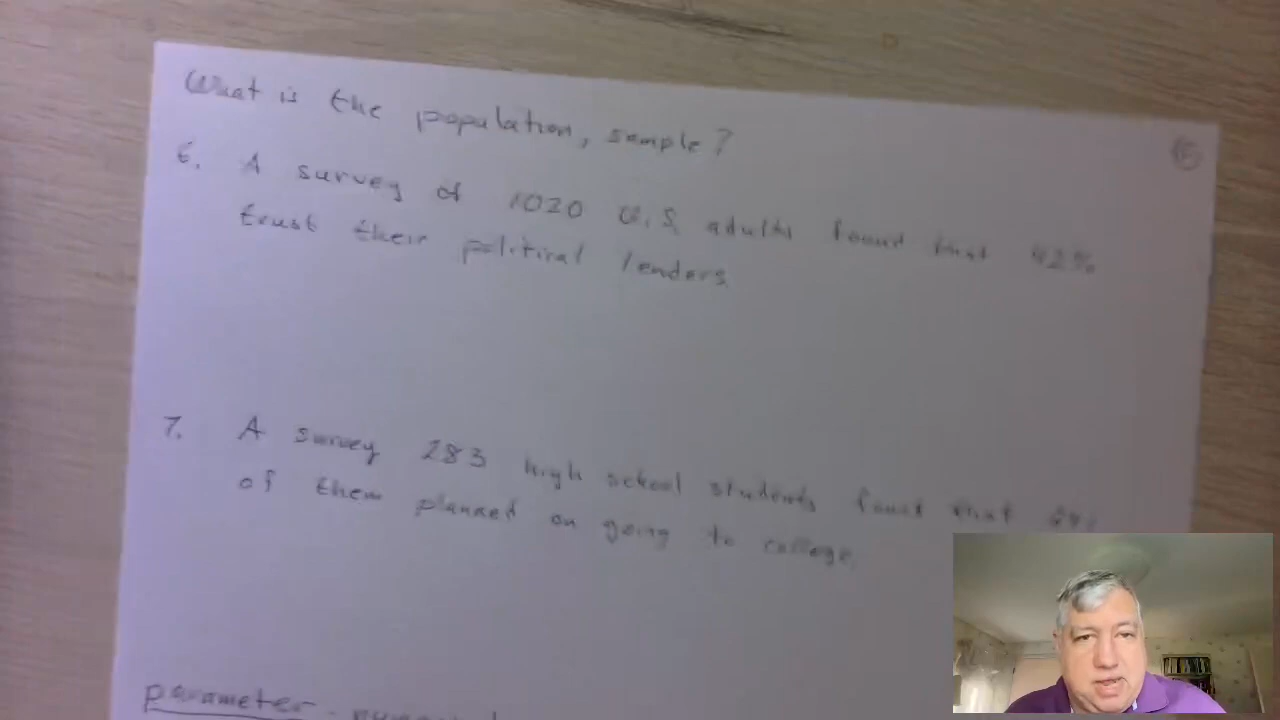 What is the population, sample?
6. A survey of 1020 U.S. adults found that 42%
trust their political leaders.
7. A survey 283 high school students found that
of them planned on going to college.
parameter -